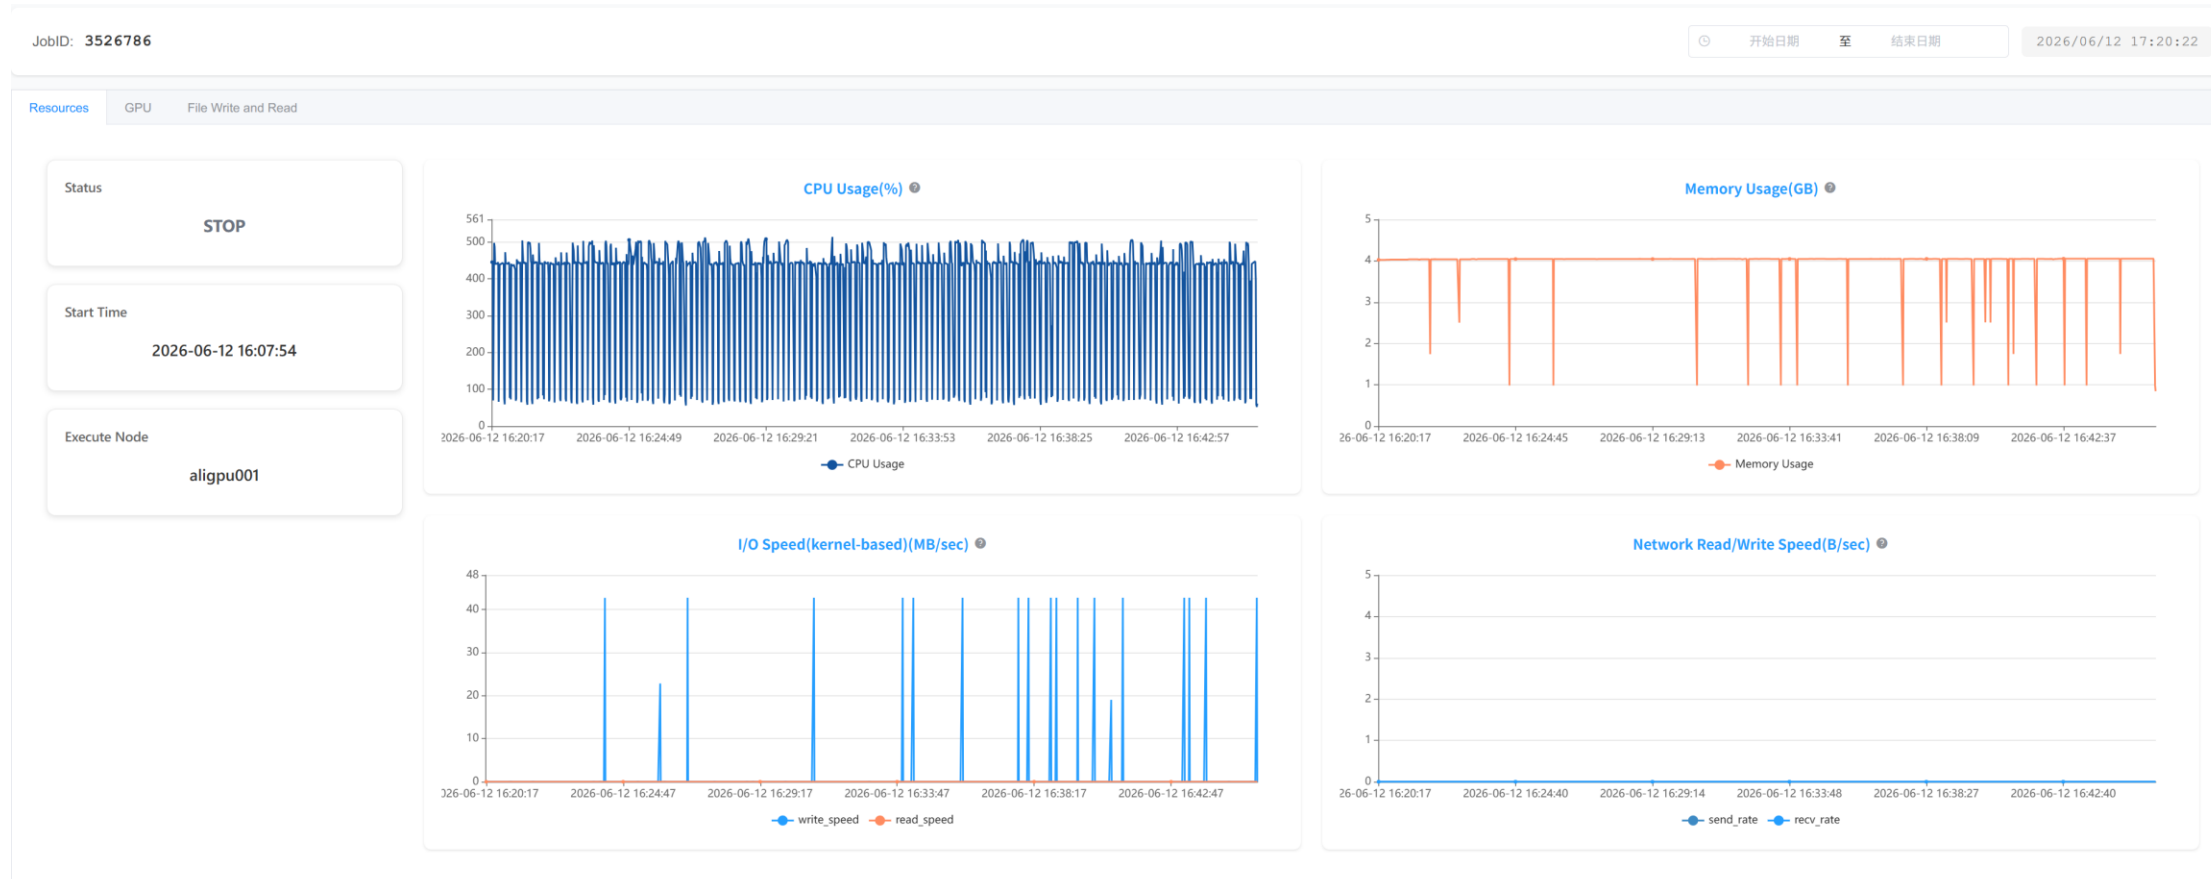 JobID: 3526786
开始日期 至 结束日期
2026/06/12 17:20:22
Resources GPU File Write and Read
Status
STOP
Start Time
2026-06-12 16:07:54
Execute Node
aligpu001
CPU Usage(%)
561
500
400
300
200
100
0
2026-06-12 16:20:17 2026-06-12 16:24:49 2026-06-12 16:29:21 2026-06-12 16:33:53 2026-06-12 16:38:25 2026-06-12 16:42:57
CPU Usage
Memory Usage(GB)
5
4
3
2
1
0
26-06-12 16:20:17 2026-06-12 16:24:45 2026-06-12 16:29:13 2026-06-12 16:33:41 2026-06-12 16:38:09 2026-06-12 16:42:37
Memory Usage
I/O Speed(kernel-based)(MB/sec)
48
40
30
20
10
0
026-06-12 16:20:17 2026-06-12 16:24:47 2026-06-12 16:29:17 2026-06-12 16:33:47 2026-06-12 16:38:17 2026-06-12 16:42:47
write_speed read_speed
Network Read/Write Speed(B/sec)
5
4
3
2
1
0
26-06-12 16:20:17 2026-06-12 16:24:40 2026-06-12 16:29:14 2026-06-12 16:33:48 2026-06-12 16:38:27 2026-06-12 16:42:40
send_rate recv_rate